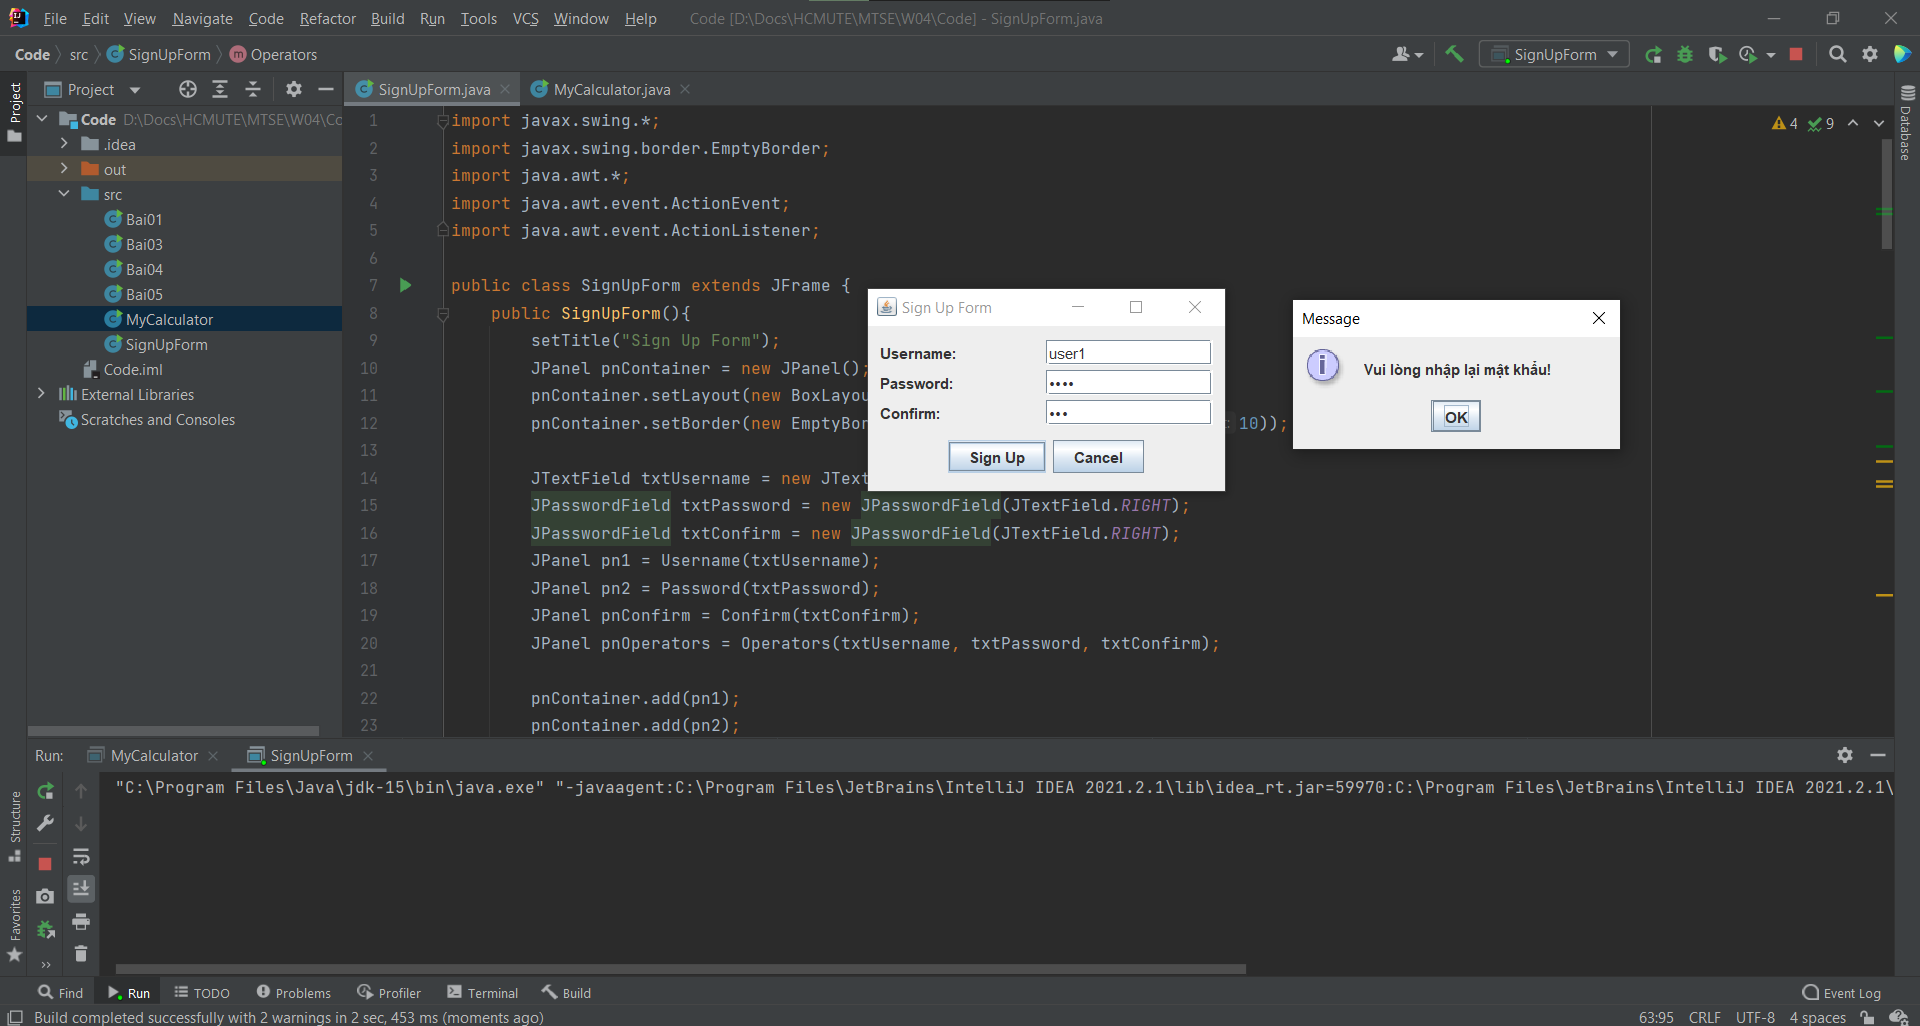 File Edit View Navigate Code Refactor Build Run Tools VCS Window Help Code [D:\Docs\HCMUTE\MTSE\W04\Code] - SignUpForm.java
Code src SignUpForm m Operators SignUpForm
Project SignUpForm.java MyCalculator.java
Project
Database
Code D:\Docs\HCMUTE\MTSE\W04\Co
.idea
out
src
Bai01
Bai03
Bai04
Bai05
MyCalculator
SignUpForm
Code.iml
External Libraries
Scratches and Consoles
4 9
1 import javax.swing.*;
2 import javax.swing.border.EmptyBorder;
3 import java.awt.*;
4 import java.awt.event.ActionEvent;
5 import java.awt.event.ActionListener;
6
7 public class SignUpForm extends JFrame {
8 public SignUpForm(){
9 setTitle("Sign Up Form");
10 JPanel pnContainer = new JPanel();
11 pnContainer.setLayout(new BoxLayou
12 pnContainer.setBorder(new EmptyBor : 10));
13
14 JTextField txtUsername = new JText
15 JPasswordField txtPassword = new JPasswordField(JTextField.RIGHT);
16 JPasswordField txtConfirm = new JPasswordField(JTextField.RIGHT);
17 JPanel pn1 = Username(txtUsername);
18 JPanel pn2 = Password(txtPassword);
19 JPanel pnConfirm = Confirm(txtConfirm);
20 JPanel pnOperators = Operators(txtUsername, txtPassword, txtConfirm);
21
22 pnContainer.add(pn1);
23 pnContainer.add(pn2);
Sign Up Form
Username: user1
Password: ••••
Confirm: •••
Sign Up Cancel
Message
Vui lòng nhập lại mật khẩu!
OK
Run: MyCalculator SignUpForm
"C:\Program Files\Java\jdk-15\bin\java.exe" "-javaagent:C:\Program Files\JetBrains\IntelliJ IDEA 2021.2.1\lib\idea_rt.jar=59970:C:\Program Files\JetBrains\IntelliJ IDEA 2021.2.1\
Structure
Favorites
Find Run TODO Problems Profiler Terminal Build Event Log
Build completed successfully with 2 warnings in 2 sec, 453 ms (moments ago) 63:95 CRLF UTF-8 4 spaces